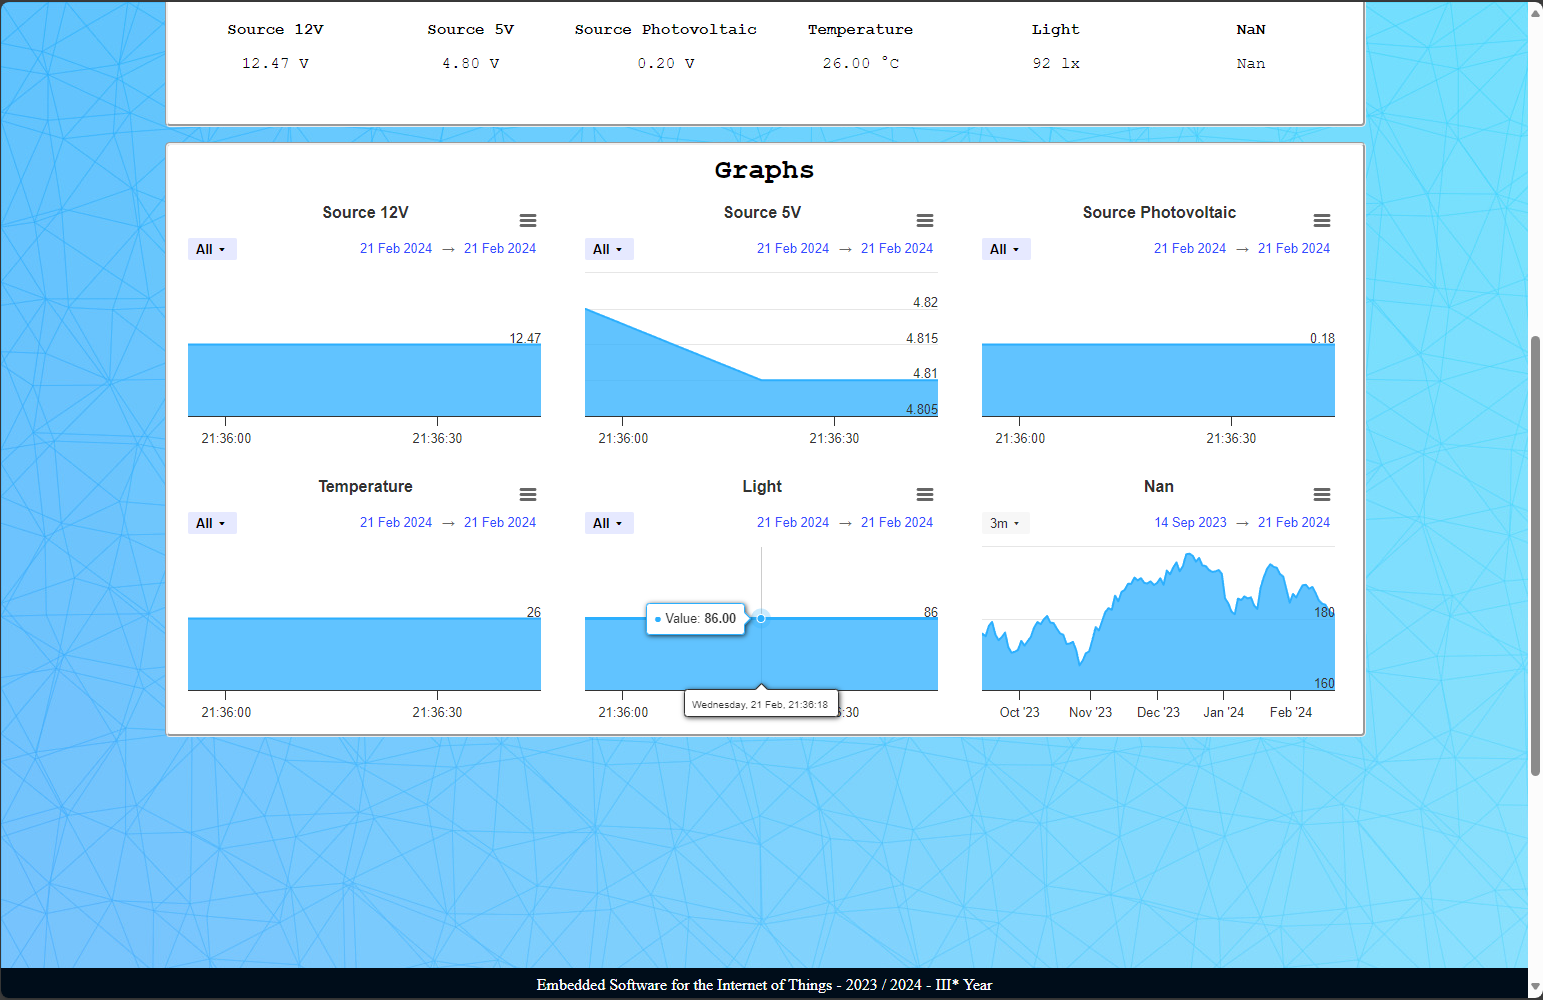 Source 12V Source 5V Source Photovoltaic Temperature Light NaN
12.47 V 4.80 V 0.20 V 26.00 °C 92 lx Nan
Graphs
Source 12V
All
21 Feb 2024 → 21 Feb 2024
12.47
21:36:00 21:36:30
Source 5V
All
21 Feb 2024 → 21 Feb 2024
4.82
4.815
4.81
4.805
21:36:00 21:36:30
Source Photovoltaic
All
21 Feb 2024 → 21 Feb 2024
0.18
21:36:00 21:36:30
Temperature
All
21 Feb 2024 → 21 Feb 2024
26
21:36:00 21:36:30
Light
All
21 Feb 2024 → 21 Feb 2024
86
Value: 86.00
21:36:00 5:30
Wednesday, 21 Feb, 21:36:18
Nan
3m
14 Sep 2023 → 21 Feb 2024
180
160
Oct '23 Nov '23 Dec '23 Jan '24 Feb '24
Embedded Software for the Internet of Things - 2023 / 2024 - III* Year